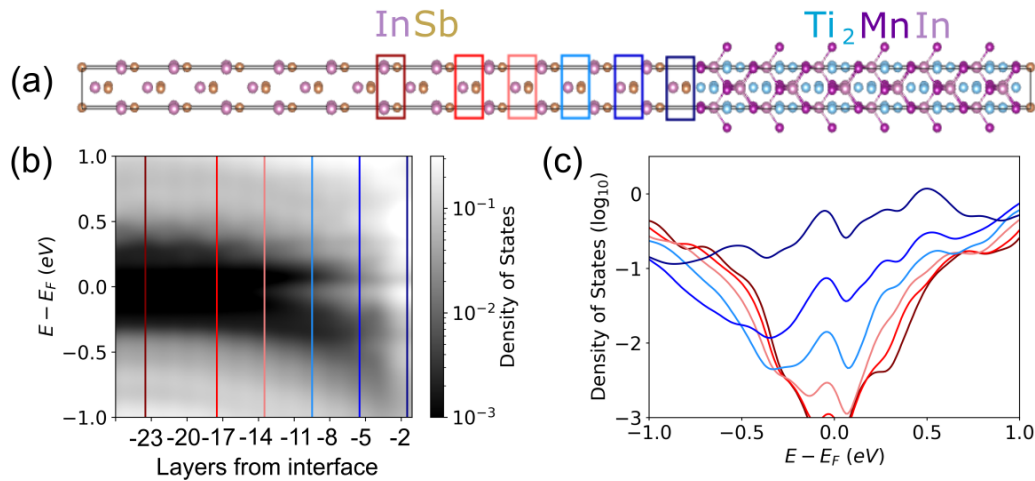 InSb
Ti2MnIn
(a)
(b)
(c)
1.0
0.5
0.0
-0.5
-1.0
E − EF (eV)
-23 -20 -17 -14 -11 -8 -5 -2
Layers from interface
10−1
10−2
10−3
Density of States
0
−1
−2
−3
Density of States (log10)
−1.0 −0.5 0.0 0.5 1.0
E − EF (eV)